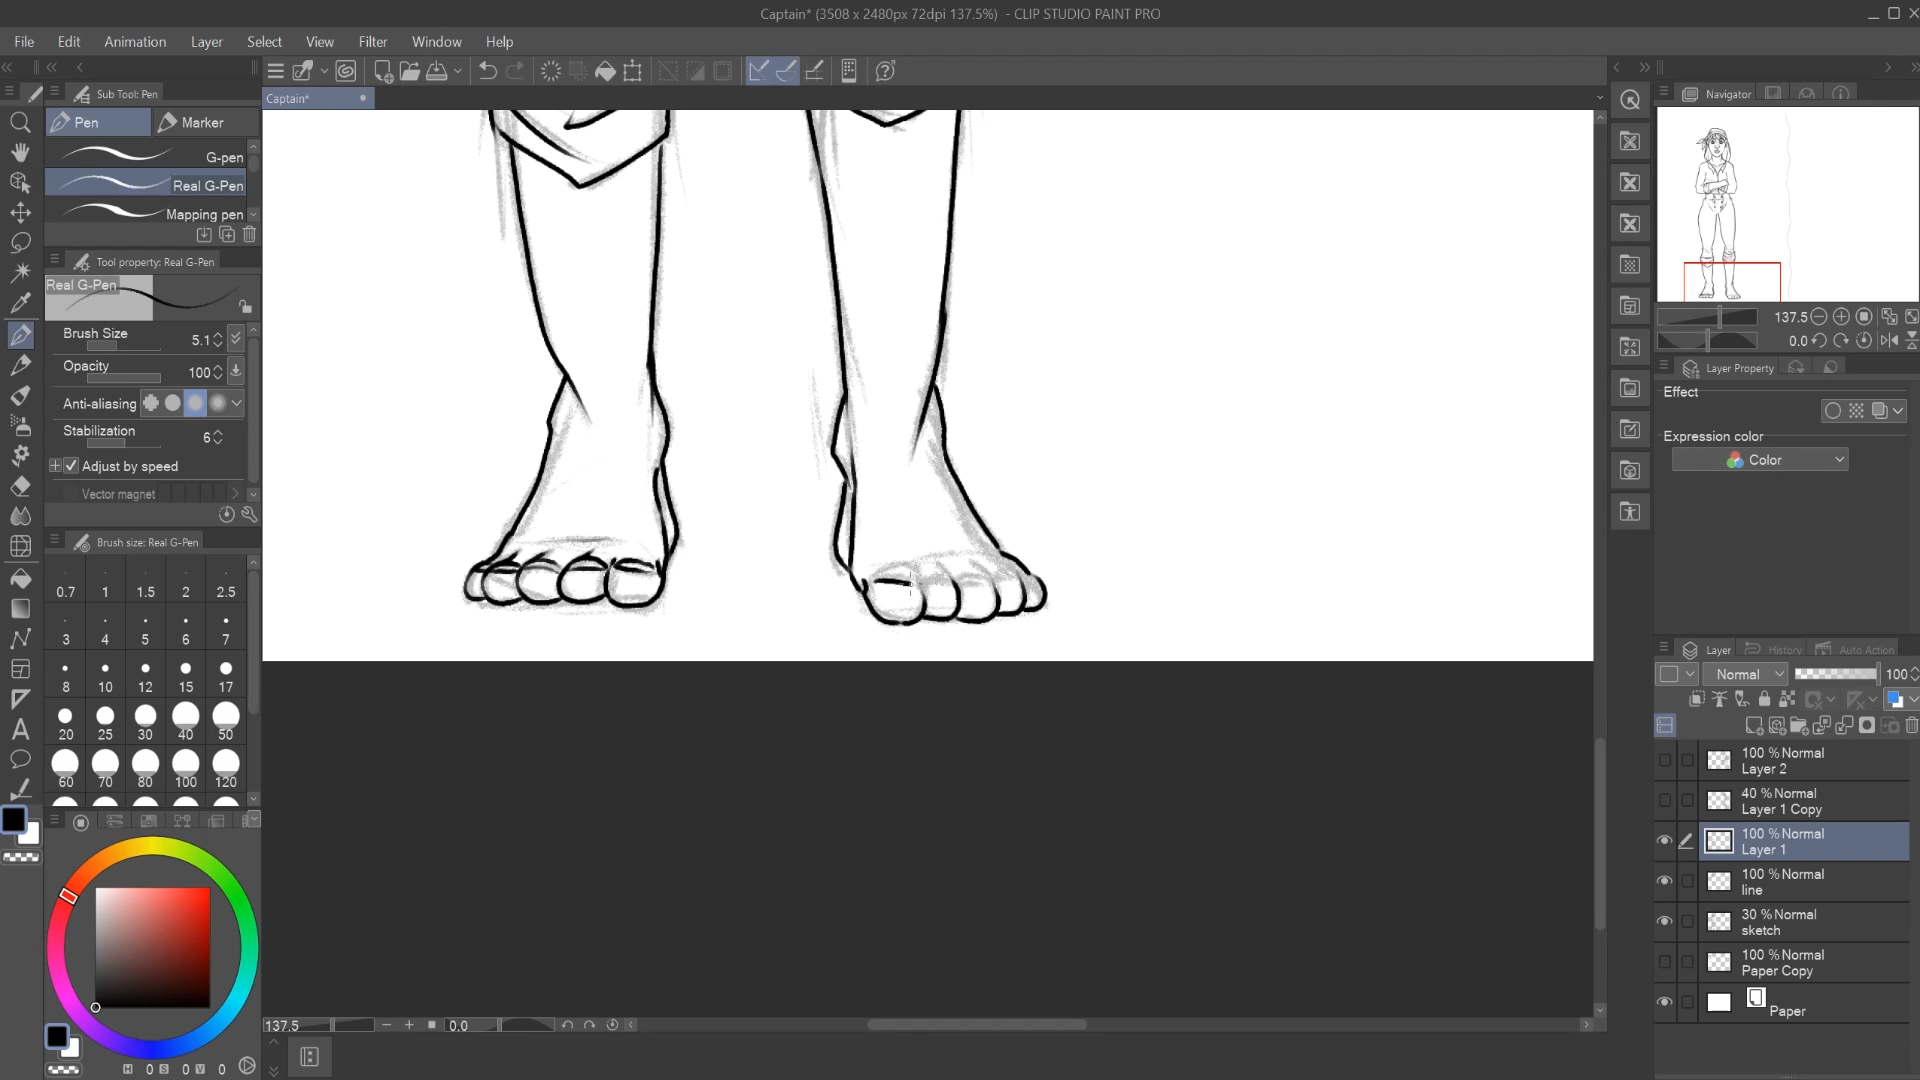 Captain* (3508 x 2480px 72dpi 137.5%) - CLIP STUDIO PAINT PRO
File Edit Animation Layer Select View Filter Window Help
Sub Tool: Pen
Captain*
Navigator
Pen Marker
G-pen
Real G-Pen
Mapping pen
Tool property: Real G-Pen
Real G-Pen
Brush Size 5.1
Opacity 100
Anti-aliasing
Stabilization 6
Adjust by speed
Vector magnet
Brush size: Real G-Pen
0.7 1 1.5 2 2.5
3 4 5 6 7
8 10 12 15 17
20 25 30 40 50
60 70 80 100 120
H 0 S 0 V 0
137.5 0.0
137.5
0.0
Layer Property
Effect
Expression color
Color
Layer History Auto Action
Normal 100
100 % Normal
Layer 2
40 % Normal
Layer 1 Copy
100 % Normal
Layer 1
100 % Normal
line
30 % Normal
sketch
100 % Normal
Paper Copy
Paper